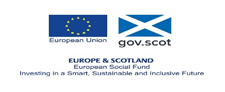 European Union
gov.scot
EUROPE & SCOTLAND
European Social Fund
Investing in a Smart, Sustainable and Inclusive Future